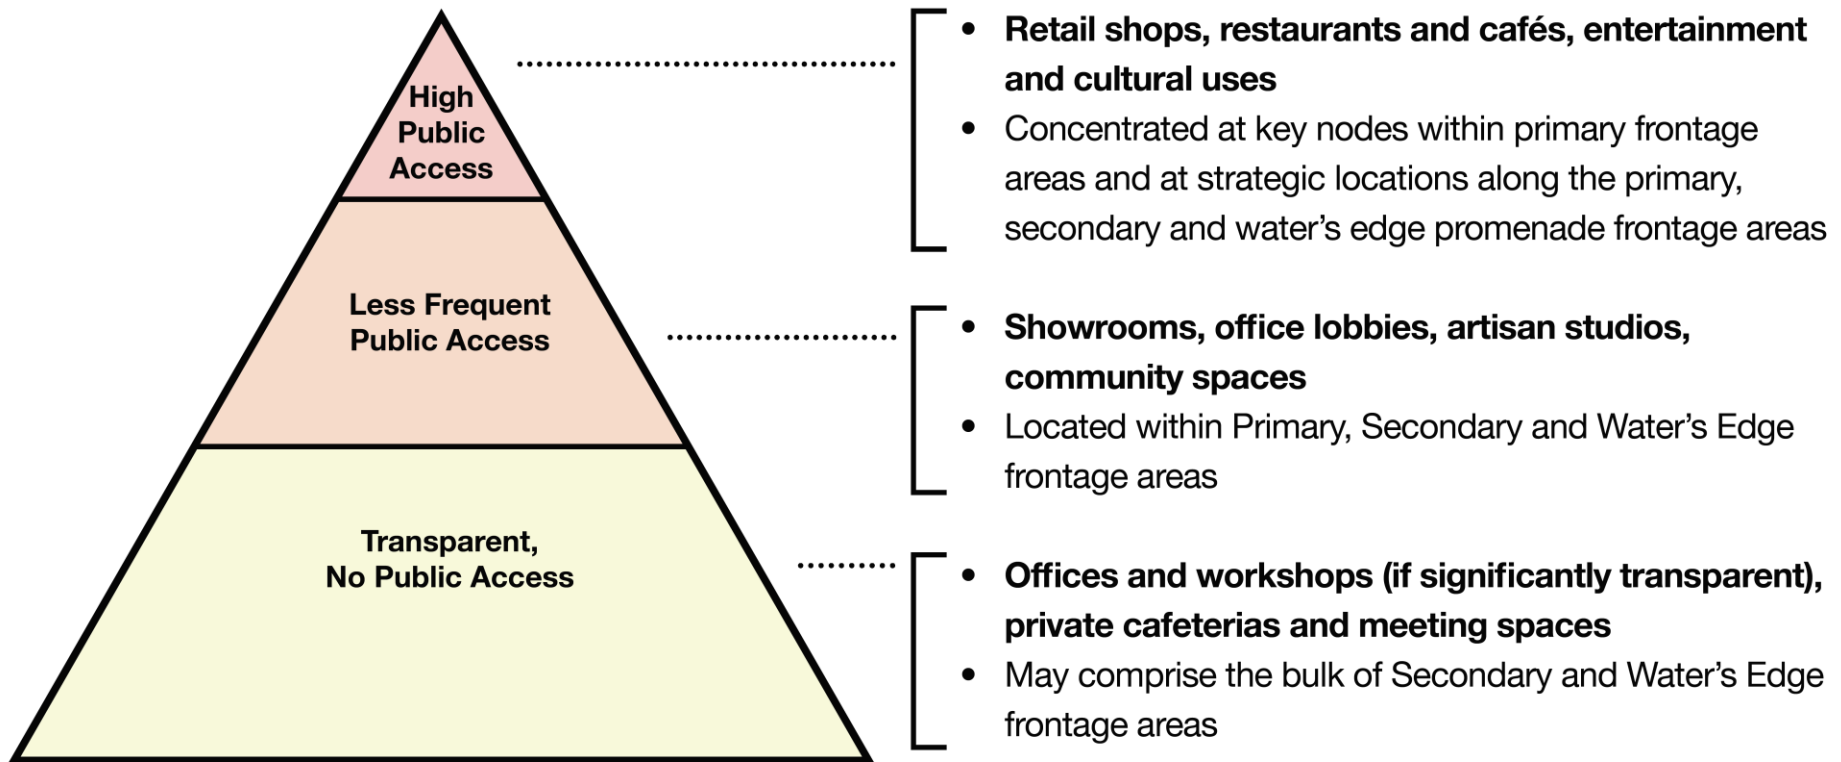 High
Public
Access
• Retail shops, restaurants and cafés, entertainment
and cultural uses
• Concentrated at key nodes within primary frontage
areas and at strategic locations along the primary,
secondary and water’s edge promenade frontage areas
Less Frequent
Public Access
• Showrooms, office lobbies, artisan studios,
community spaces
• Located within Primary, Secondary and Water’s Edge
frontage areas
Transparent,
No Public Access
• Offices and workshops (if significantly transparent),
private cafeterias and meeting spaces
• May comprise the bulk of Secondary and Water’s Edge
frontage areas